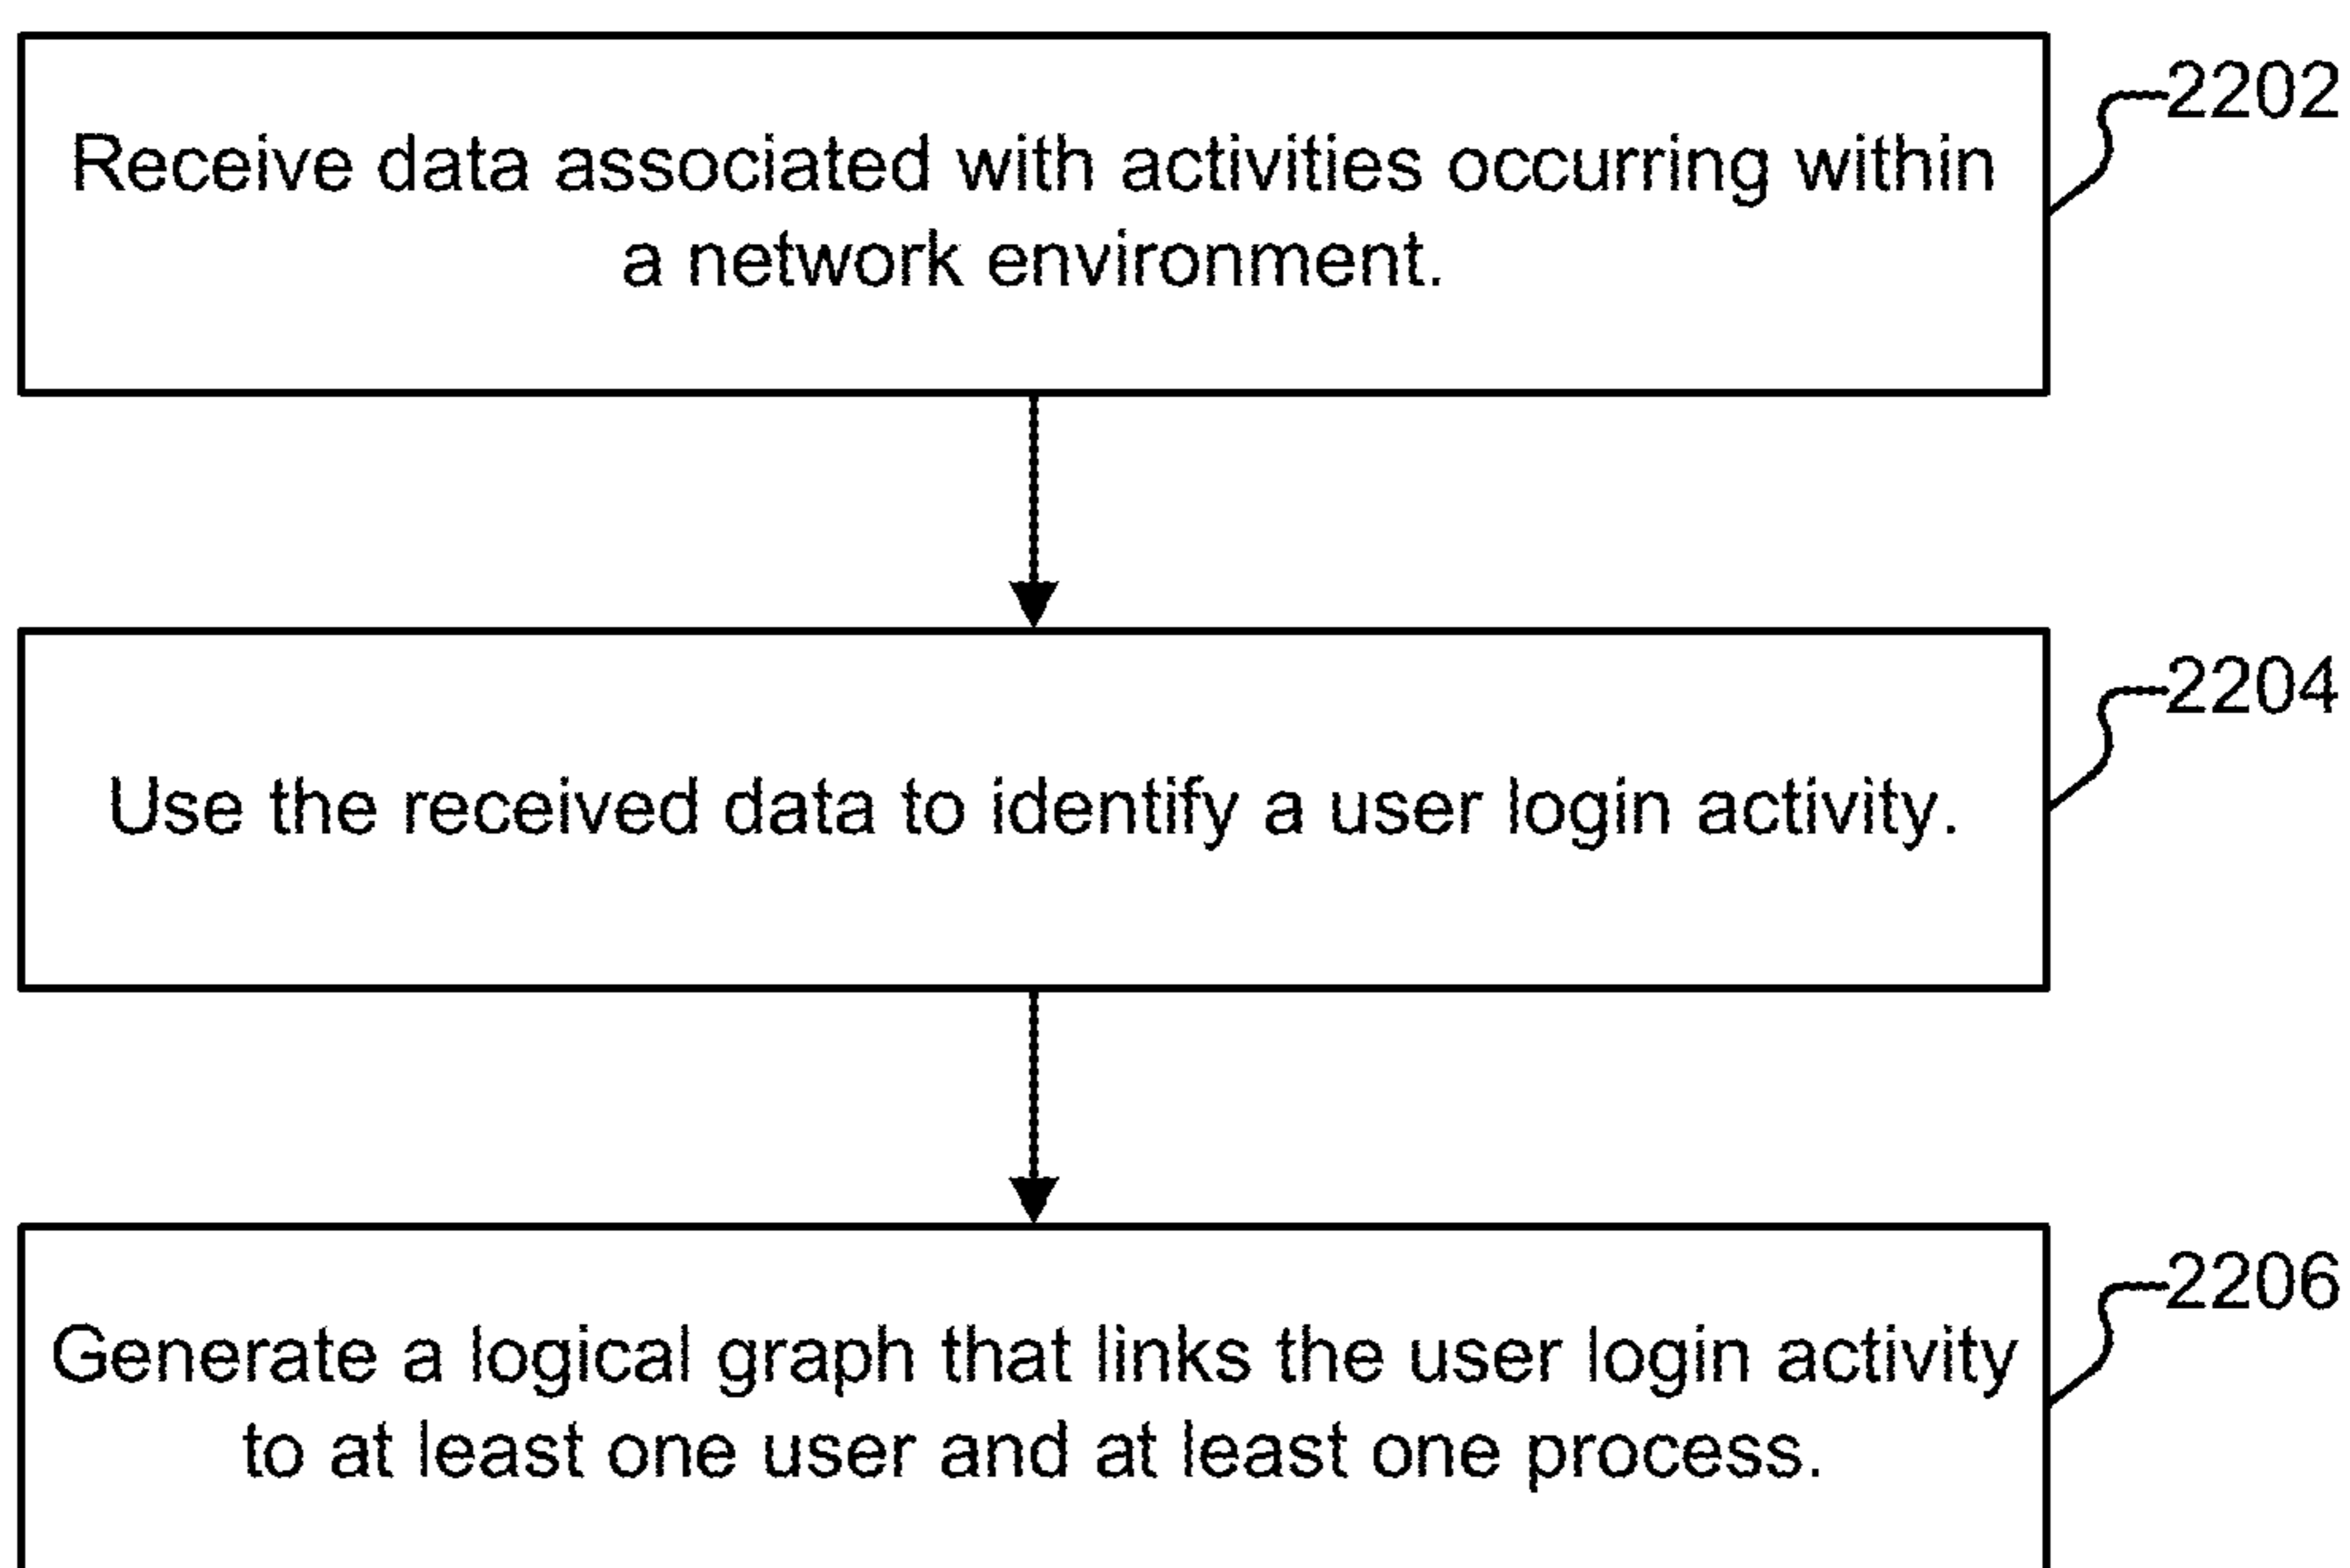 2202
Receive data associated with activities occurring within
a network environment.
2204
Use the received data to identify a user login activity.
2206
Generate a logical graph that links the user login activity
to at least one user and at least one process.